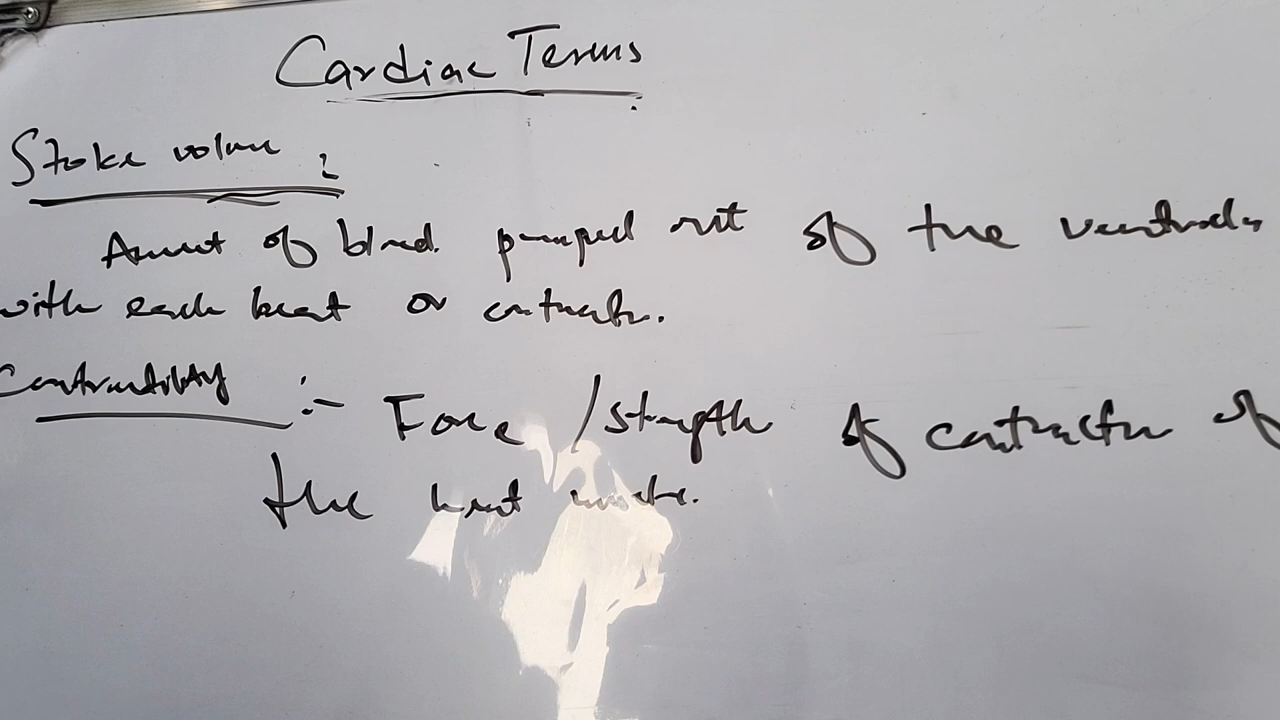 Cardiac Terms :
Stroke volume :
Amount of blood pumped out of the ventricles
with each beat or contraction.
Contractility :- Force / strength of contraction of
the heart muscle.